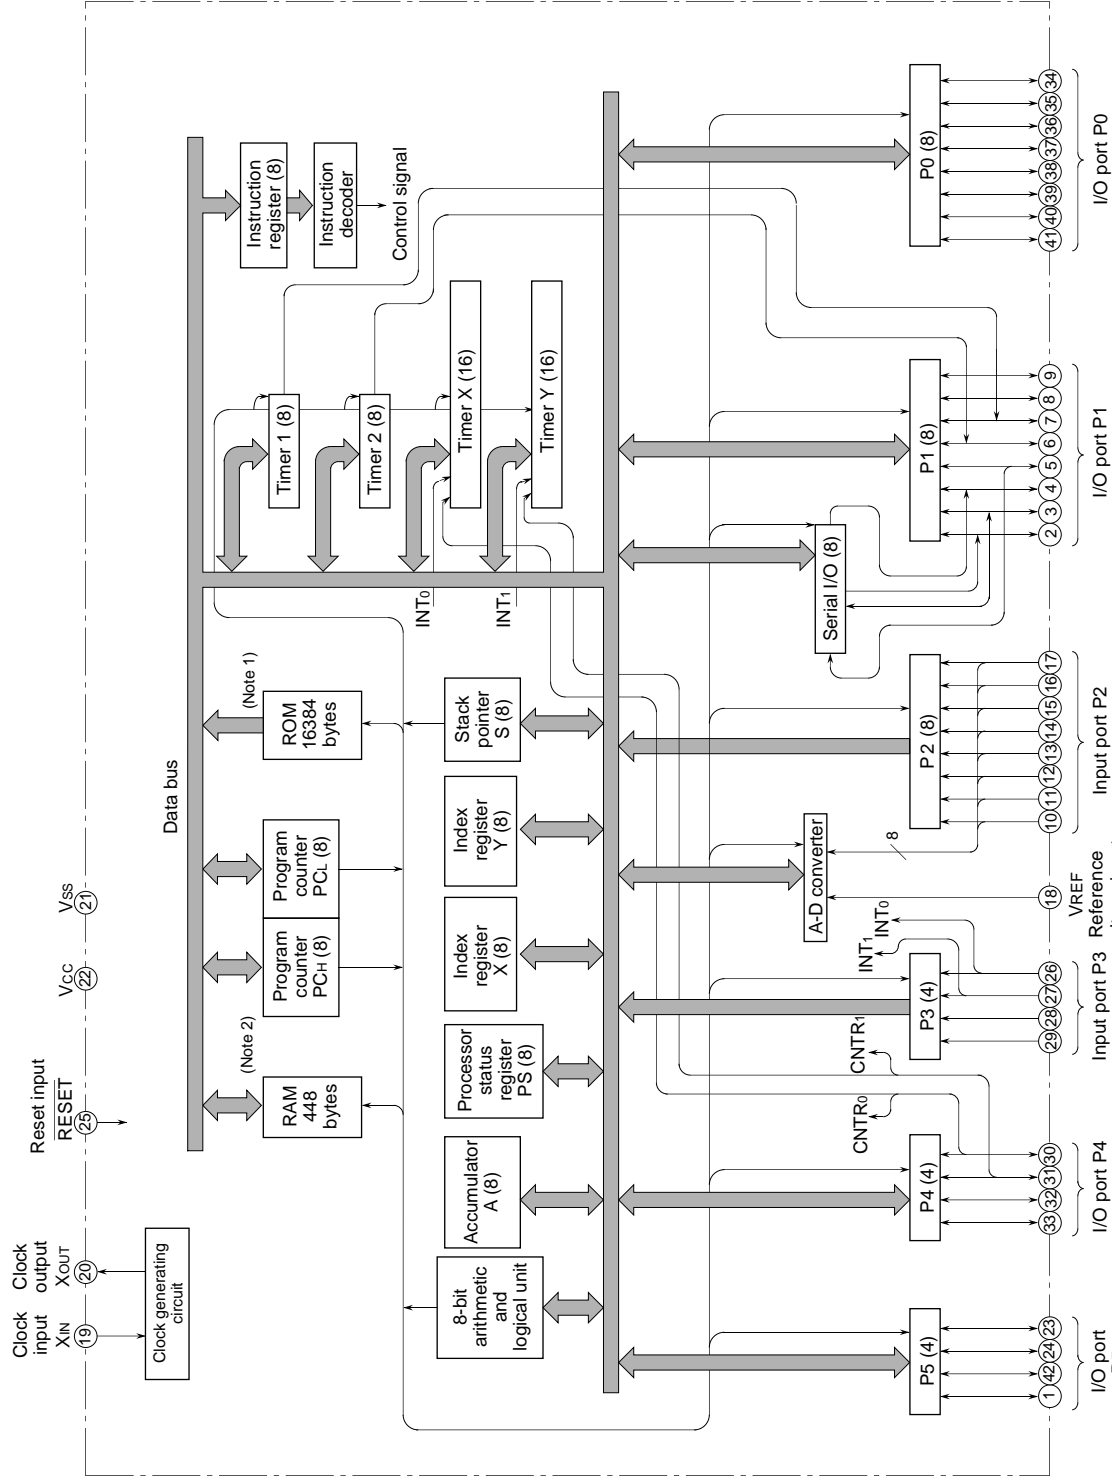 Clock
input
XIN
19
Clock
output
XOUT
20
Reset input
RESET
25
VCC
22
VSS
21
Clock generating
circuit
Data bus
(Note 2)
RAM
448
bytes
Program
counter
PCH (8)
Program
counter
PCL (8)
(Note 1)
ROM
16384
bytes
Instruction
register (8)
Instruction
decoder
Control signal
Timer 1 (8)
Timer 2 (8)
Timer X (16)
Timer Y (16)
INT0
INT1
8-bit
arithmetic
and
logical unit
Accumulator
A (8)
Processor
status
register
PS (8)
Index
register
X (8)
Index
register
Y (8)
Stack
pointer
S (8)
CNTR0
CNTR1
INT1
INT0
A-D converter
8
Serial I/O (8)
P5 (4)
P4 (4)
P3 (4)
P2 (8)
P1 (8)
P0 (8)
1 42 24 23
33 32 31 30
29 28 27 26
18
10 11 12 13 14 15 16 17
2 3 4 5 6 7 8 9
41 40 39 38 37 36 35 34
I/O port
I/O port P4
Input port P3
VREF
Reference
Input port P2
I/O port P1
I/O port P0